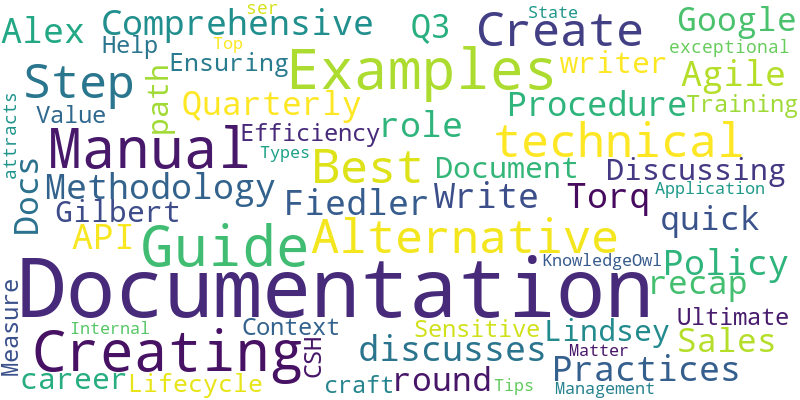 ser
State
Alex
Comprehensive
Q3
Create
Google
Help
Top
exceptional
Ensuring
Examples
writer
Step
path
Agile
attracts
Value
Quarterly
Procedure
Training
Manual
Efficiency
role
technical
Types
Best
Document
Discussing
Docs
Methodology
Gilbert
Fiedler
Write
Torq
Application
quick
API
Guide
Alternative
KnowledgeOwl
Policy
Documentation
recap
Measure
Internal
Context
Sensitive
Lindsey
Ultimate
Creating
CSH
discusses
Matter
Sales
Practices
career
Lifecycle
craft
round
Tips
Management